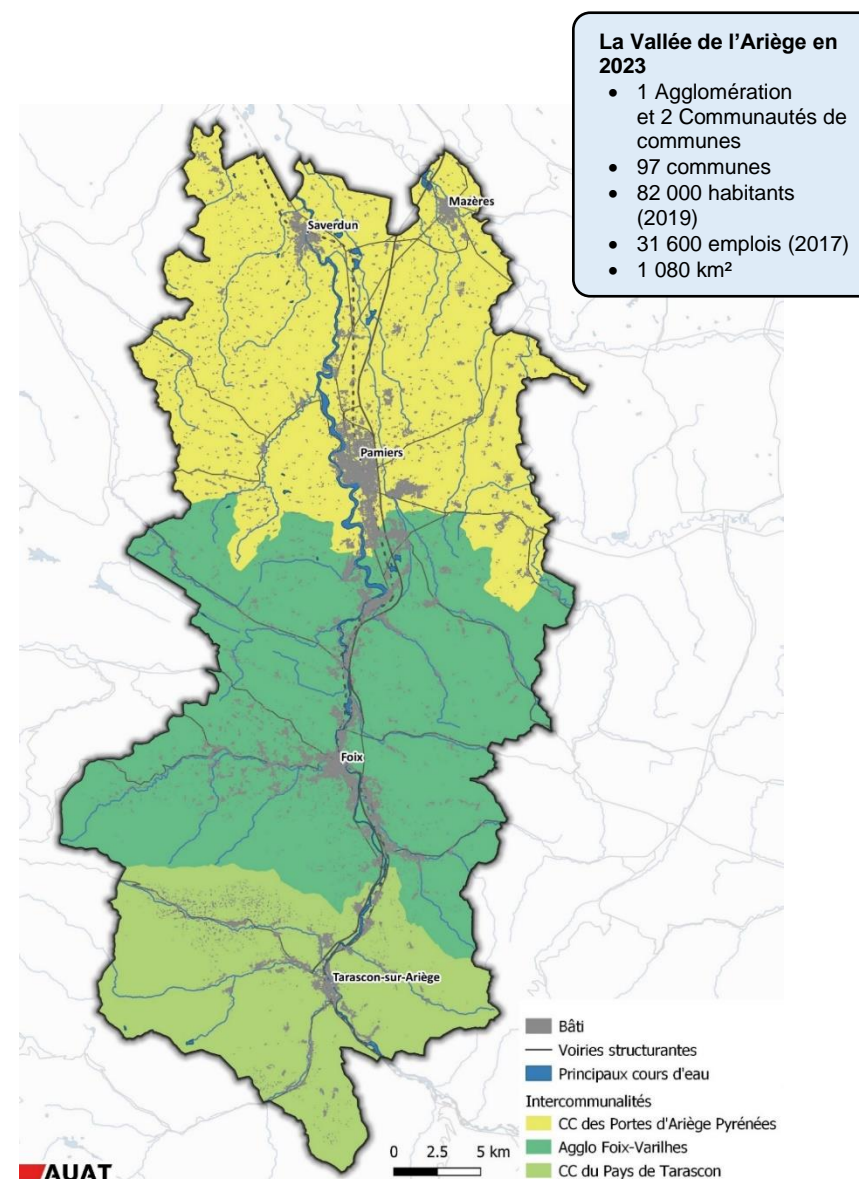 La Vallée de l’Ariège en
2023
• 1 Agglomération
et 2 Communautés de
communes
• 97 communes
• 82 000 habitants
(2019)
• 31 600 emplois (2017)
• 1 080 km²
Mazères
Saverdun
Pamiers
Foix
Tarascon-sur-Ariège
Bâti
Voiries structurantes
Principaux cours d'eau
Intercommunalités
CC des Portes d'Ariège Pyrénées
Agglo Foix-Varilhes
CC du Pays de Tarascon
0 2.5 5 km
AUAT